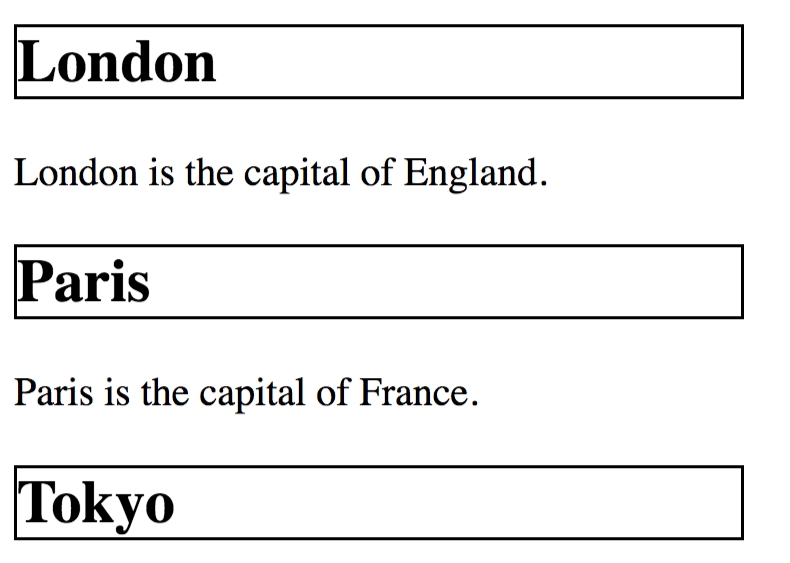 London
London is the capital of England.
Paris
Paris is the capital of France.
Tokyo